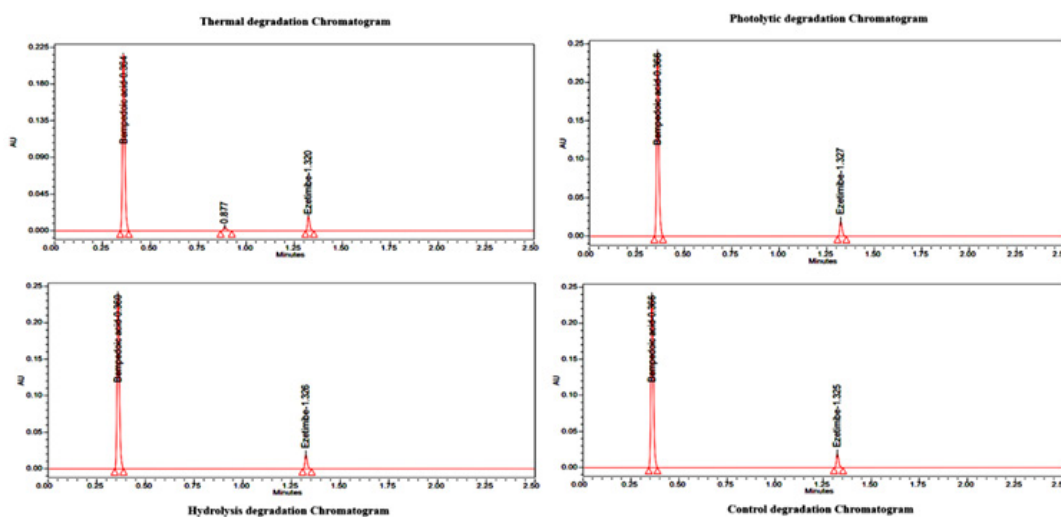 Thermal degradation Chromatogram
0.225
0.180
0.135
0.090
0.045
0.000
AU
Bempedoic acid-0.364
0.877
Ezetimibe-1.320
0.00 0.25 0.50 0.75 1.00 1.25 1.50 1.75 2.00 2.25 2.50
Minutes
Photolytic degradation Chromatogram
0.25
0.20
0.15
0.10
0.05
0.00
AU
Bempedoic acid-0.366
Ezetimibe-1.327
0.00 0.25 0.50 0.75 1.00 1.25 1.50 1.75 2.00 2.25
Minutes
0.25
0.20
0.15
0.10
0.05
0.00
AU
Bempedoic acid-0.360
Ezetimibe-1.326
0.00 0.25 0.50 0.75 1.00 1.25 1.50 1.75 2.00 2.25 2.50
Minutes
Hydrolysis degradation Chromatogram
0.25
0.20
0.15
0.10
0.05
0.00
AU
Bempedoic acid-0.366
Ezetimibe-1.325
0.00 0.25 0.50 0.75 1.00 1.25 1.50 1.75 2.00 2.25
Minutes
Control degradation Chromatogram